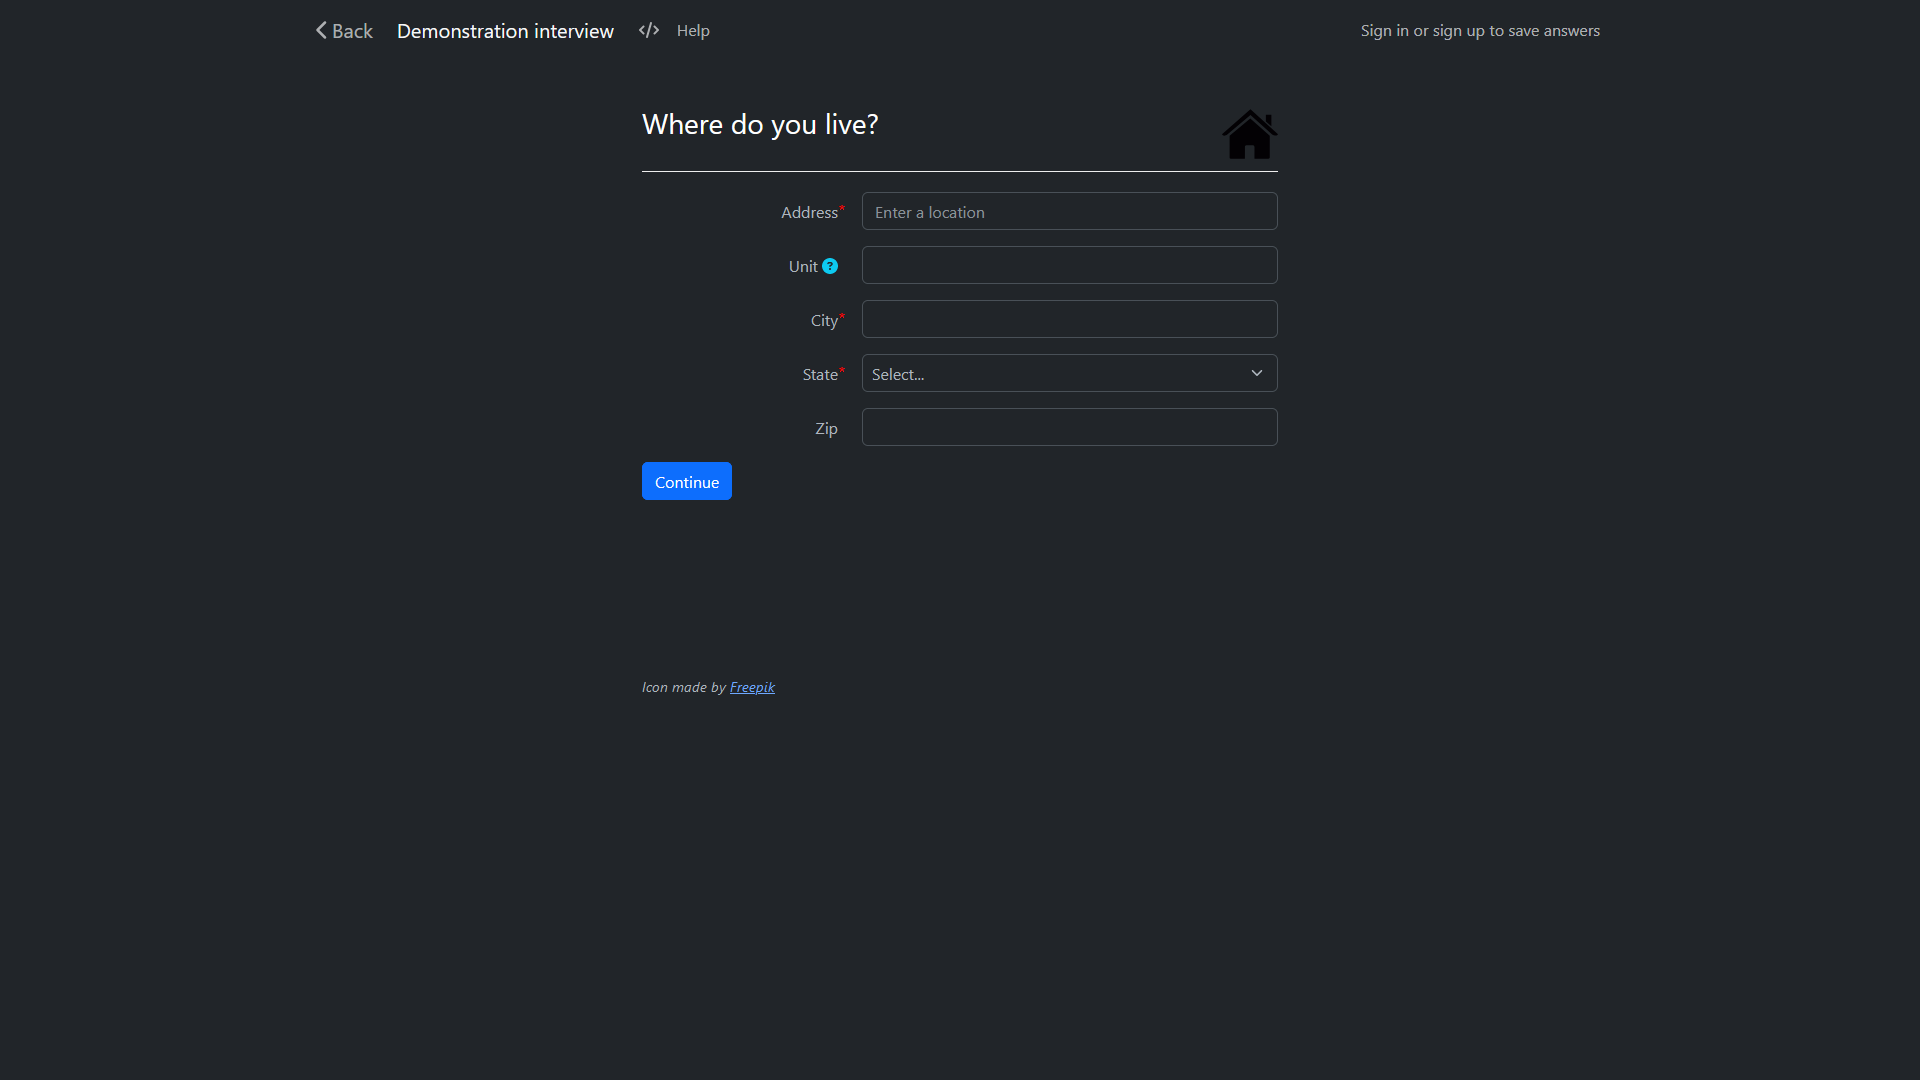 Back Demonstration interview </> Help Sign in or sign up to save answers
Where do you live?
Address* Enter a location
Unit ?
City*
State* Select...
Zip
Continue
Icon made by Freepik